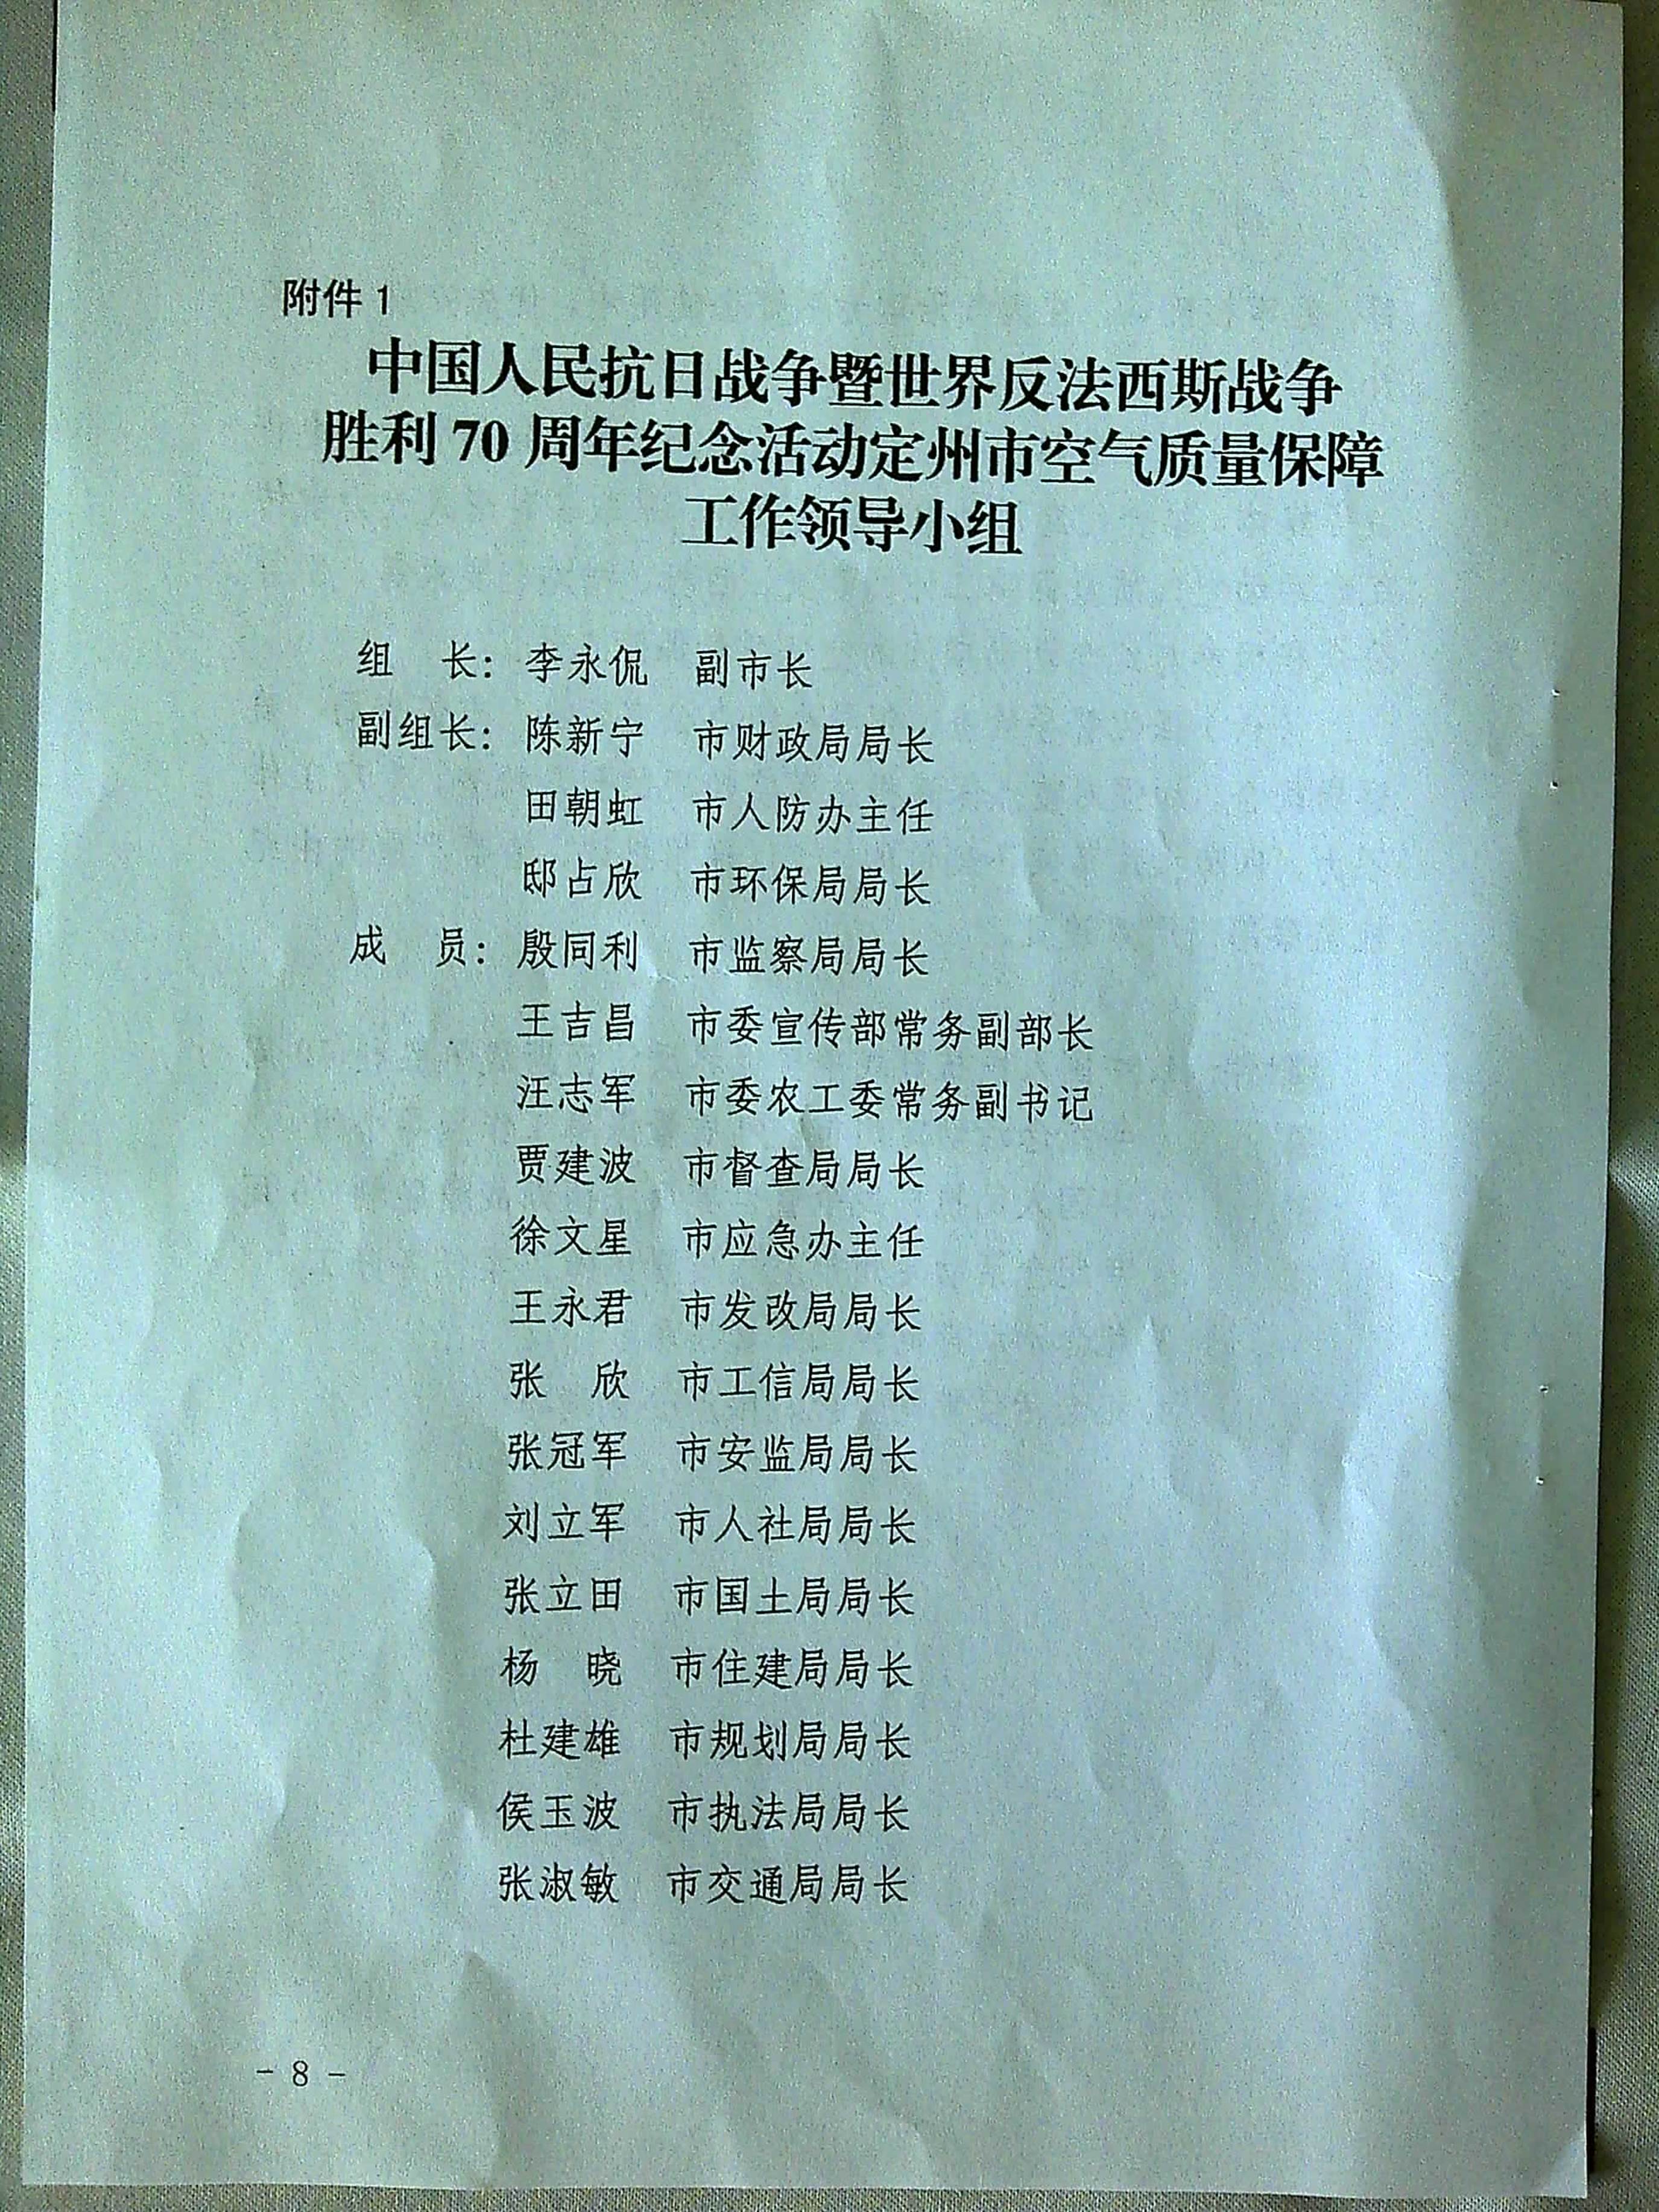 附件 1
中国人民抗日战争暨世界反法西斯战争
胜利 70 周年纪念活动定州市空气质量保障
工作领导小组
组　长：李永侃　副市长
副组长：陈新宁　市财政局局长
田朝虹　市人防办主任
邸占欣　市环保局局长
成　员：殷同利　市监察局局长
王吉昌　市委宣传部常务副部长
汪志军　市委农工委常务副书记
贾建波　市督查局局长
徐文星　市应急办主任
王永君　市发改局局长
张　欣　市工信局局长
张冠军　市安监局局长
刘立军　市人社局局长
张立田　市国土局局长
杨　晓　市住建局局长
杜建雄　市规划局局长
侯玉波　市执法局局长
张淑敏　市交通局局长
- 8 -